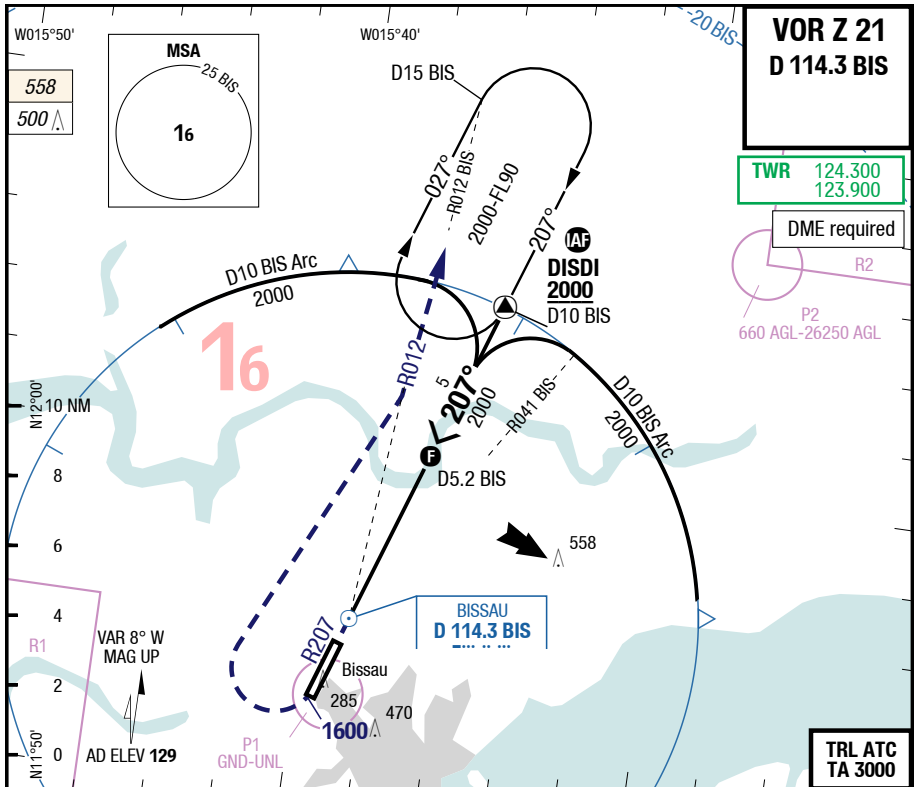 W015°50'
W015°40'
-20 BIS-
VOR Z 21
D 114.3 BIS
MSA
25 BIS
16
558
500
D15 BIS
TWR 124.300
123.900
DME required
027°
R012 BIS
2000-FL90
207°
IAF
DISDI
2000
D10 BIS
R2
P2
660 AGL-26250 AGL
D10 BIS Arc
2000
16
R012
5
207°
2000
R041 BIS
D10 BIS Arc
2000
N12°00'
10 NM
F
D5.2 BIS
8
6
558
4
BISSAU
D 114.3 BIS
R1
VAR 8° W
MAG UP
R207
Bissau
2
285
470
1600
P1
GND-UNL
0
N11°50'
AD ELEV 129
TRL ATC
TA 3000